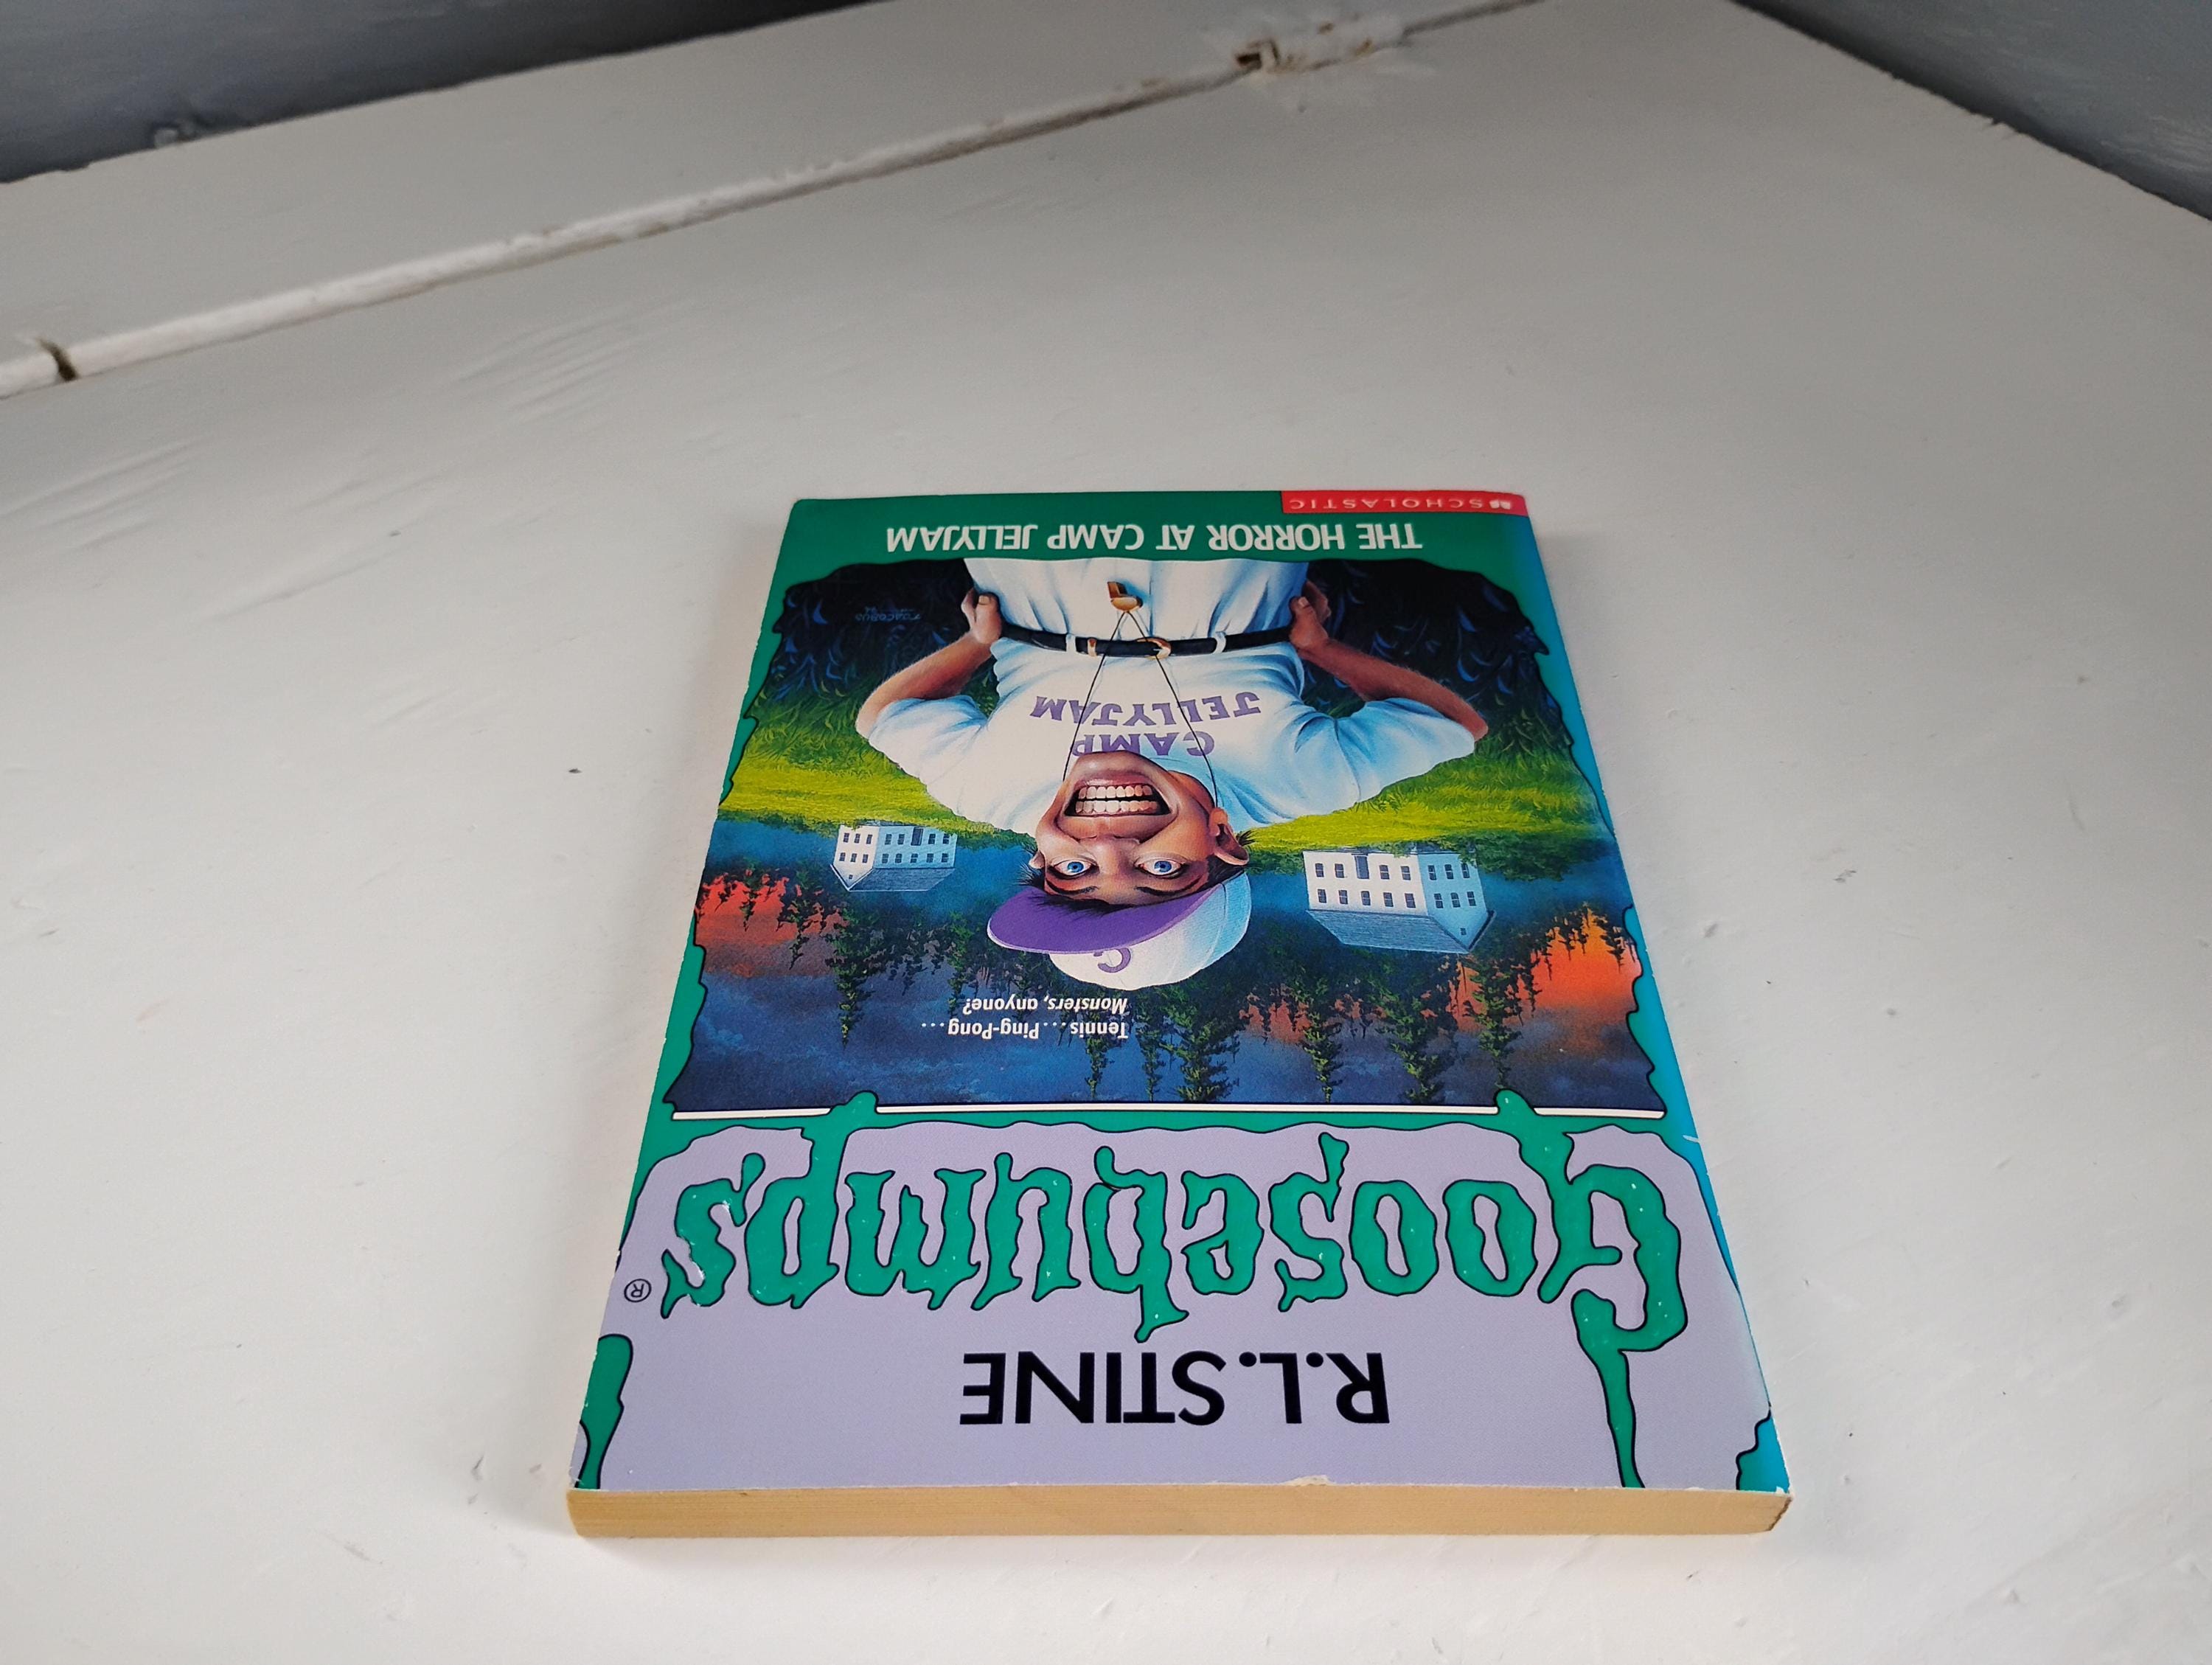 R.L. STINE
Goosebumps®
Tennis....Ping-Pong....
Monsters, anyone?
C
CAMP
JELLYJAM
THE HORROR AT CAMP JELLYJAM
SCHOLASTIC